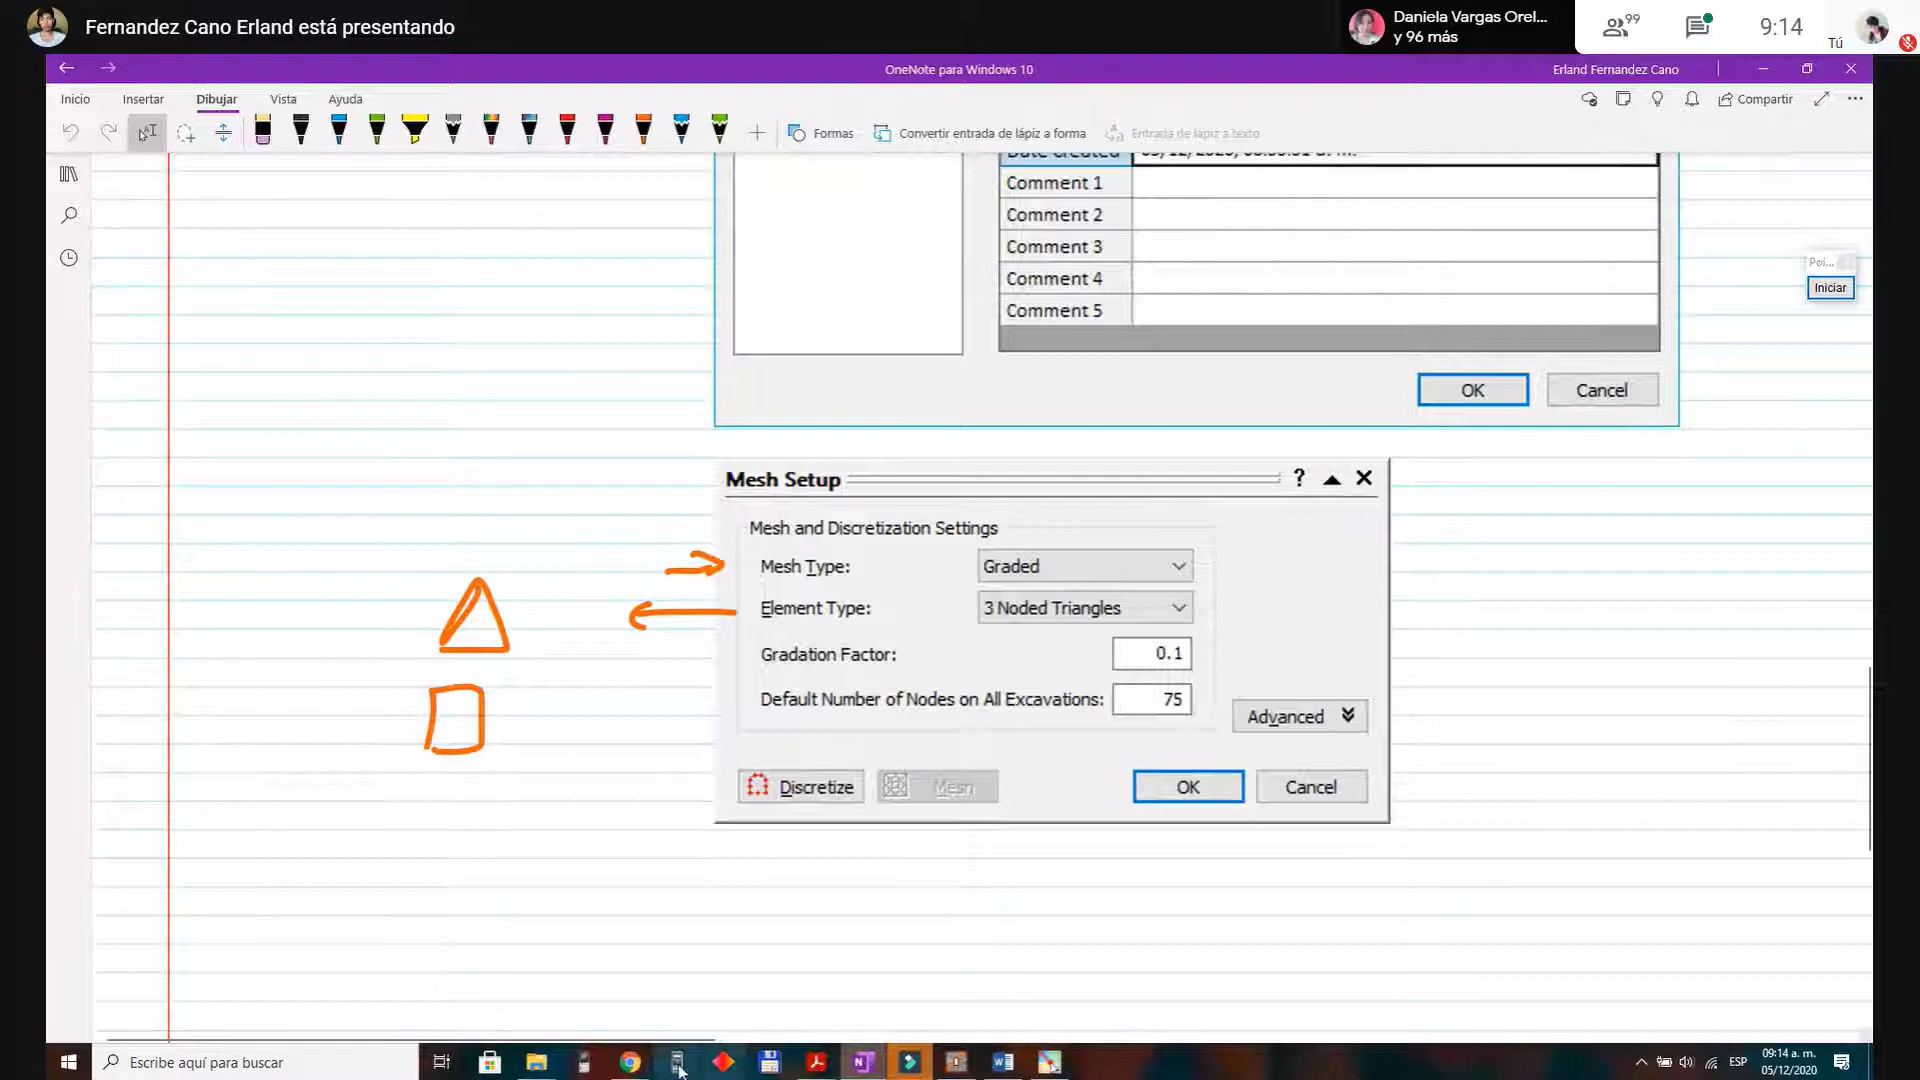 Fernandez Cano Erland está presentando
Daniela Vargas Orel...
y 96 más
99
9:14
Tú
OneNote para Windows 10
Erland Fernandez Cano
Inicio
Insertar
Dibujar
Vista
Ayuda
Compartir
Formas
Convertir entrada de lápiz a forma
Entrada de lápiz a texto
Date Created
Comment 1
Comment 2
Comment 3
Comment 4
Comment 5
Poi...
Iniciar
OK
Cancel
Mesh Setup
?
Mesh and Discretization Settings
Mesh Type:
Graded
Element Type:
3 Noded Triangles
Gradation Factor:
0.1
Default Number of Nodes on All Excavations:
75
Advanced
Discretize
Mesh
OK
Cancel
Escribe aquí para buscar
ESP
09:14 a. m.
05/12/2020